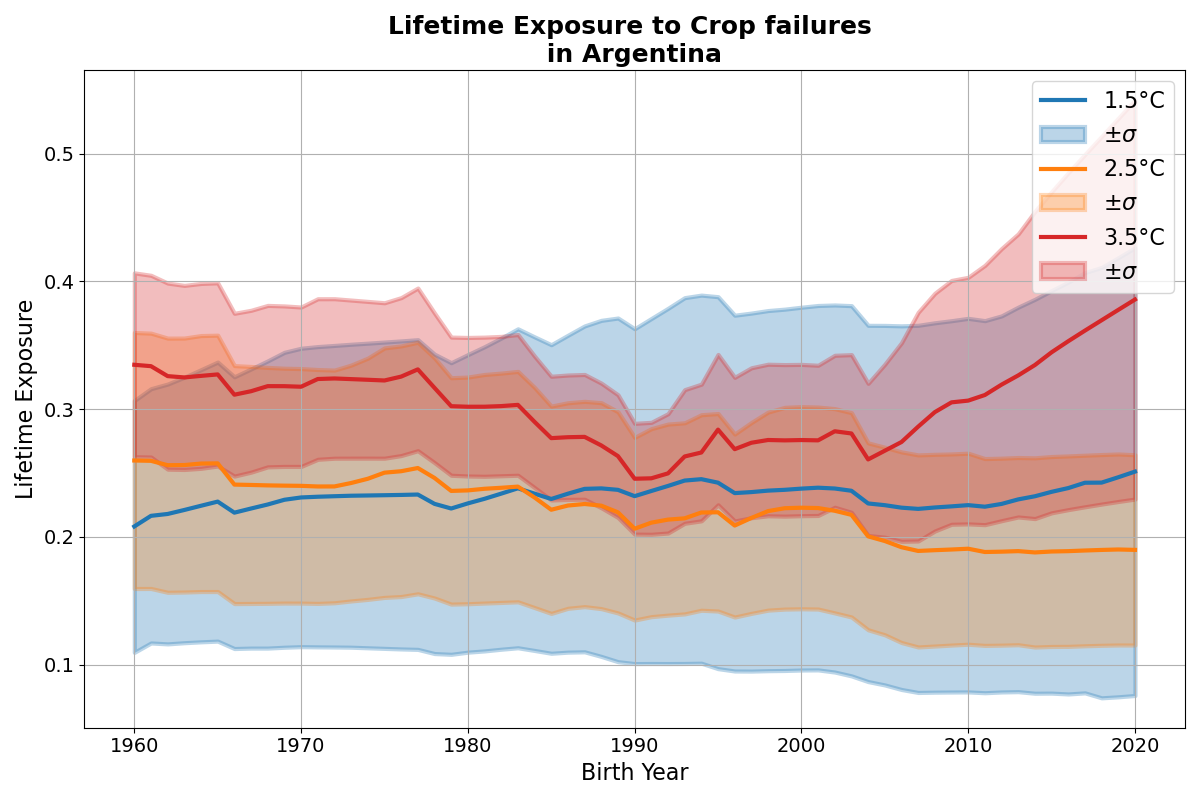 Lifetime Exposure to Crop failures
in Argentina
Lifetime Exposure
0.5
0.4
0.3
0.2
0.1
1.5°C
±σ
2.5°C
±σ
3.5°C
±σ
1960
1970
1980
1990
2000
2010
2020
Birth Year